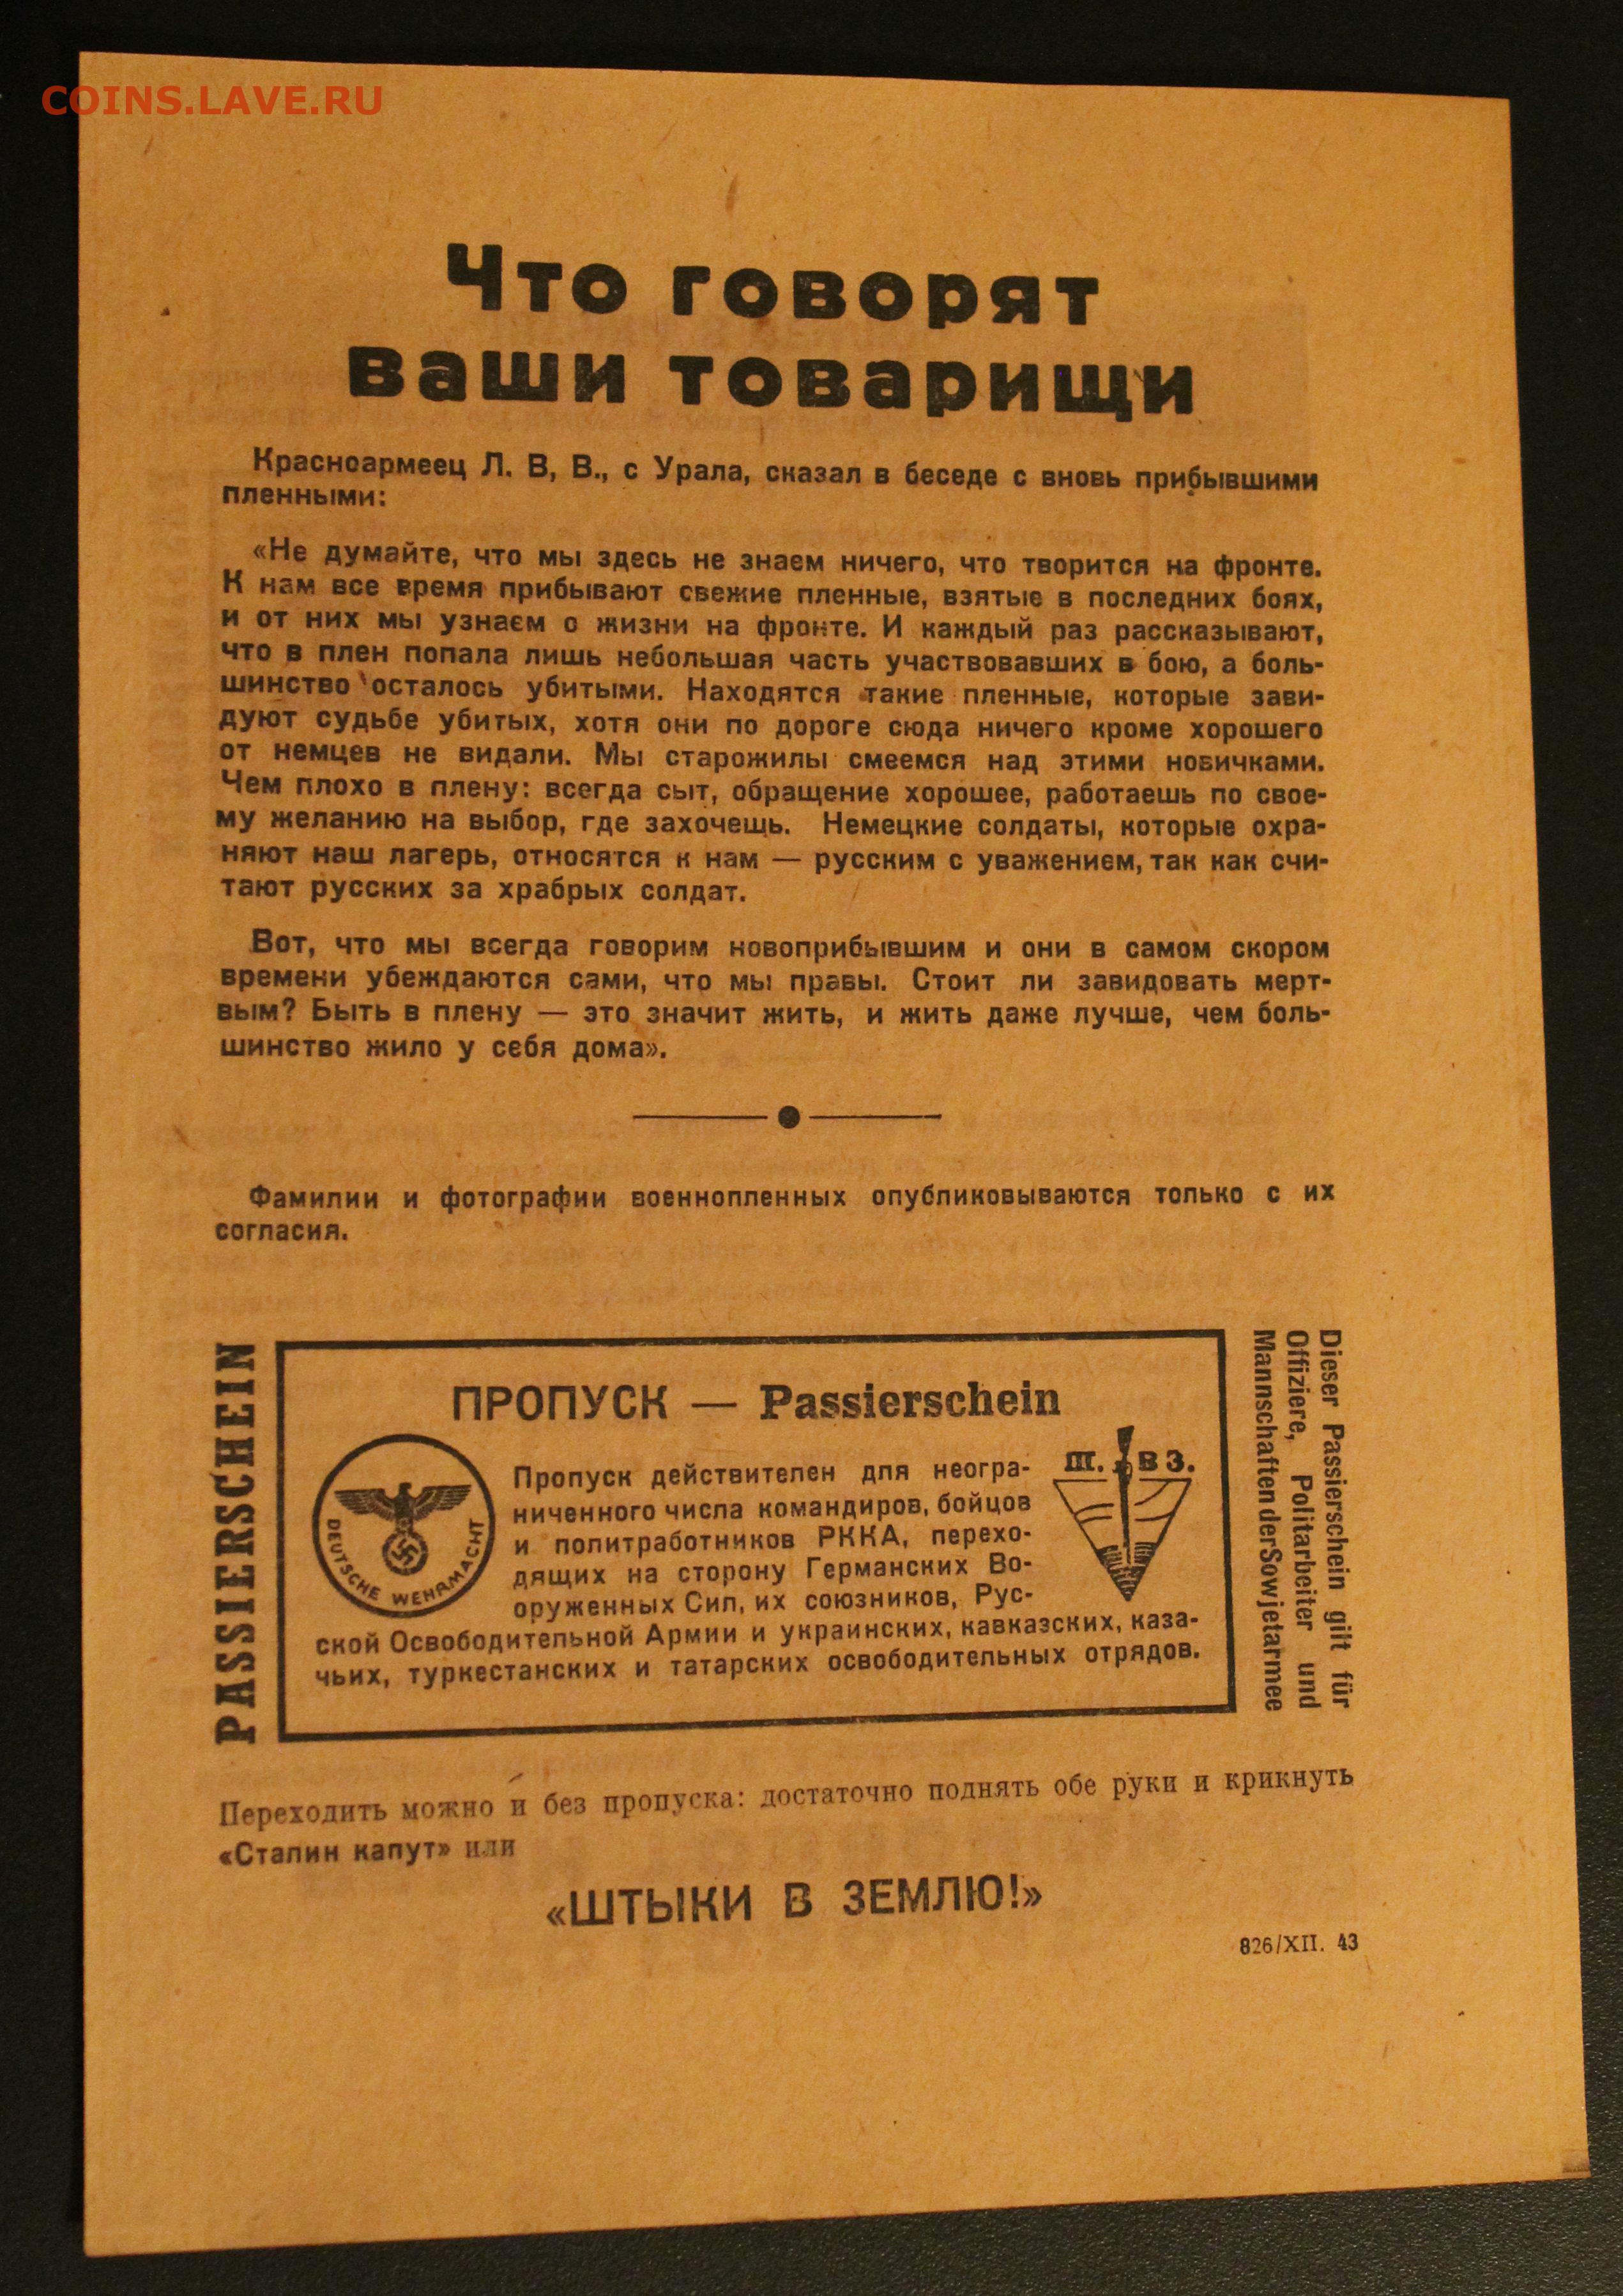 COINS.LAVE.RU
Что говорят
ваши товарищи
Красноармеец Л. В, В., с Урала, сказал в беседе с вновь прибывшими
пленными:
«Не думайте, что мы здесь не знаем ничего, что творится на фронте.
К нам все время прибывают свежие пленные, взятые в последних боях,
и от них мы узнаем о жизни на фронте. И каждый раз рассказывают,
что в плен попала лишь небольшая часть участвовавших в бою, а боль-
шинство осталось убитыми. Находятся такие пленные, которые зави-
дуют судьбе убитых, хотя они по дороге сюда ничего кроме хорошего
от немцев не видали. Мы старожилы смеемся над этими новичками.
Чем плохо в плену: всегда сыт, обращение хорошее, работаешь по свое-
му желанию на выбор, где захочещь. Немецкие солдаты, которые охра-
няют наш лагерь, относятся к нам — русским с уважением, так как счи-
тают русских за храбрых солдат.
Вот, что мы всегда говорим новоприбывшим и они в самом скором
времени убеждаются сами, что мы правы. Стоит ли завидовать мерт-
вым? Быть в плену — это значит жить, и жить даже лучше, чем боль-
шинство жило у себя дома».
Фамилии и фотографии военнопленных опубликовываются только с их
согласия.
PASSIERSCHEIN
ПРОПУСК — Passierschein
DEUTSCHE WEHRMACHT
Ш. В З.
Пропуск действителен для неогра-
ниченного числа командиров, бойцов
и политработников РККА, перехо-
дящих на сторону Германских Во-
оруженных Сил, их союзников, Рус-
ской Освободительной Армии и украинских, кавказских, каза-
чьих, туркестанских и татарских освободительных отрядов.
Dieser Passierschein gilt für
Offiziere, Politarbeiter und
Mannschaften der Sowjetarmee
Переходить можно и без пропуска: достаточно поднять обе руки и крикнуть
«Сталин капут» или
«ШТЫКИ В ЗЕМЛЮ!»
826/XII. 43